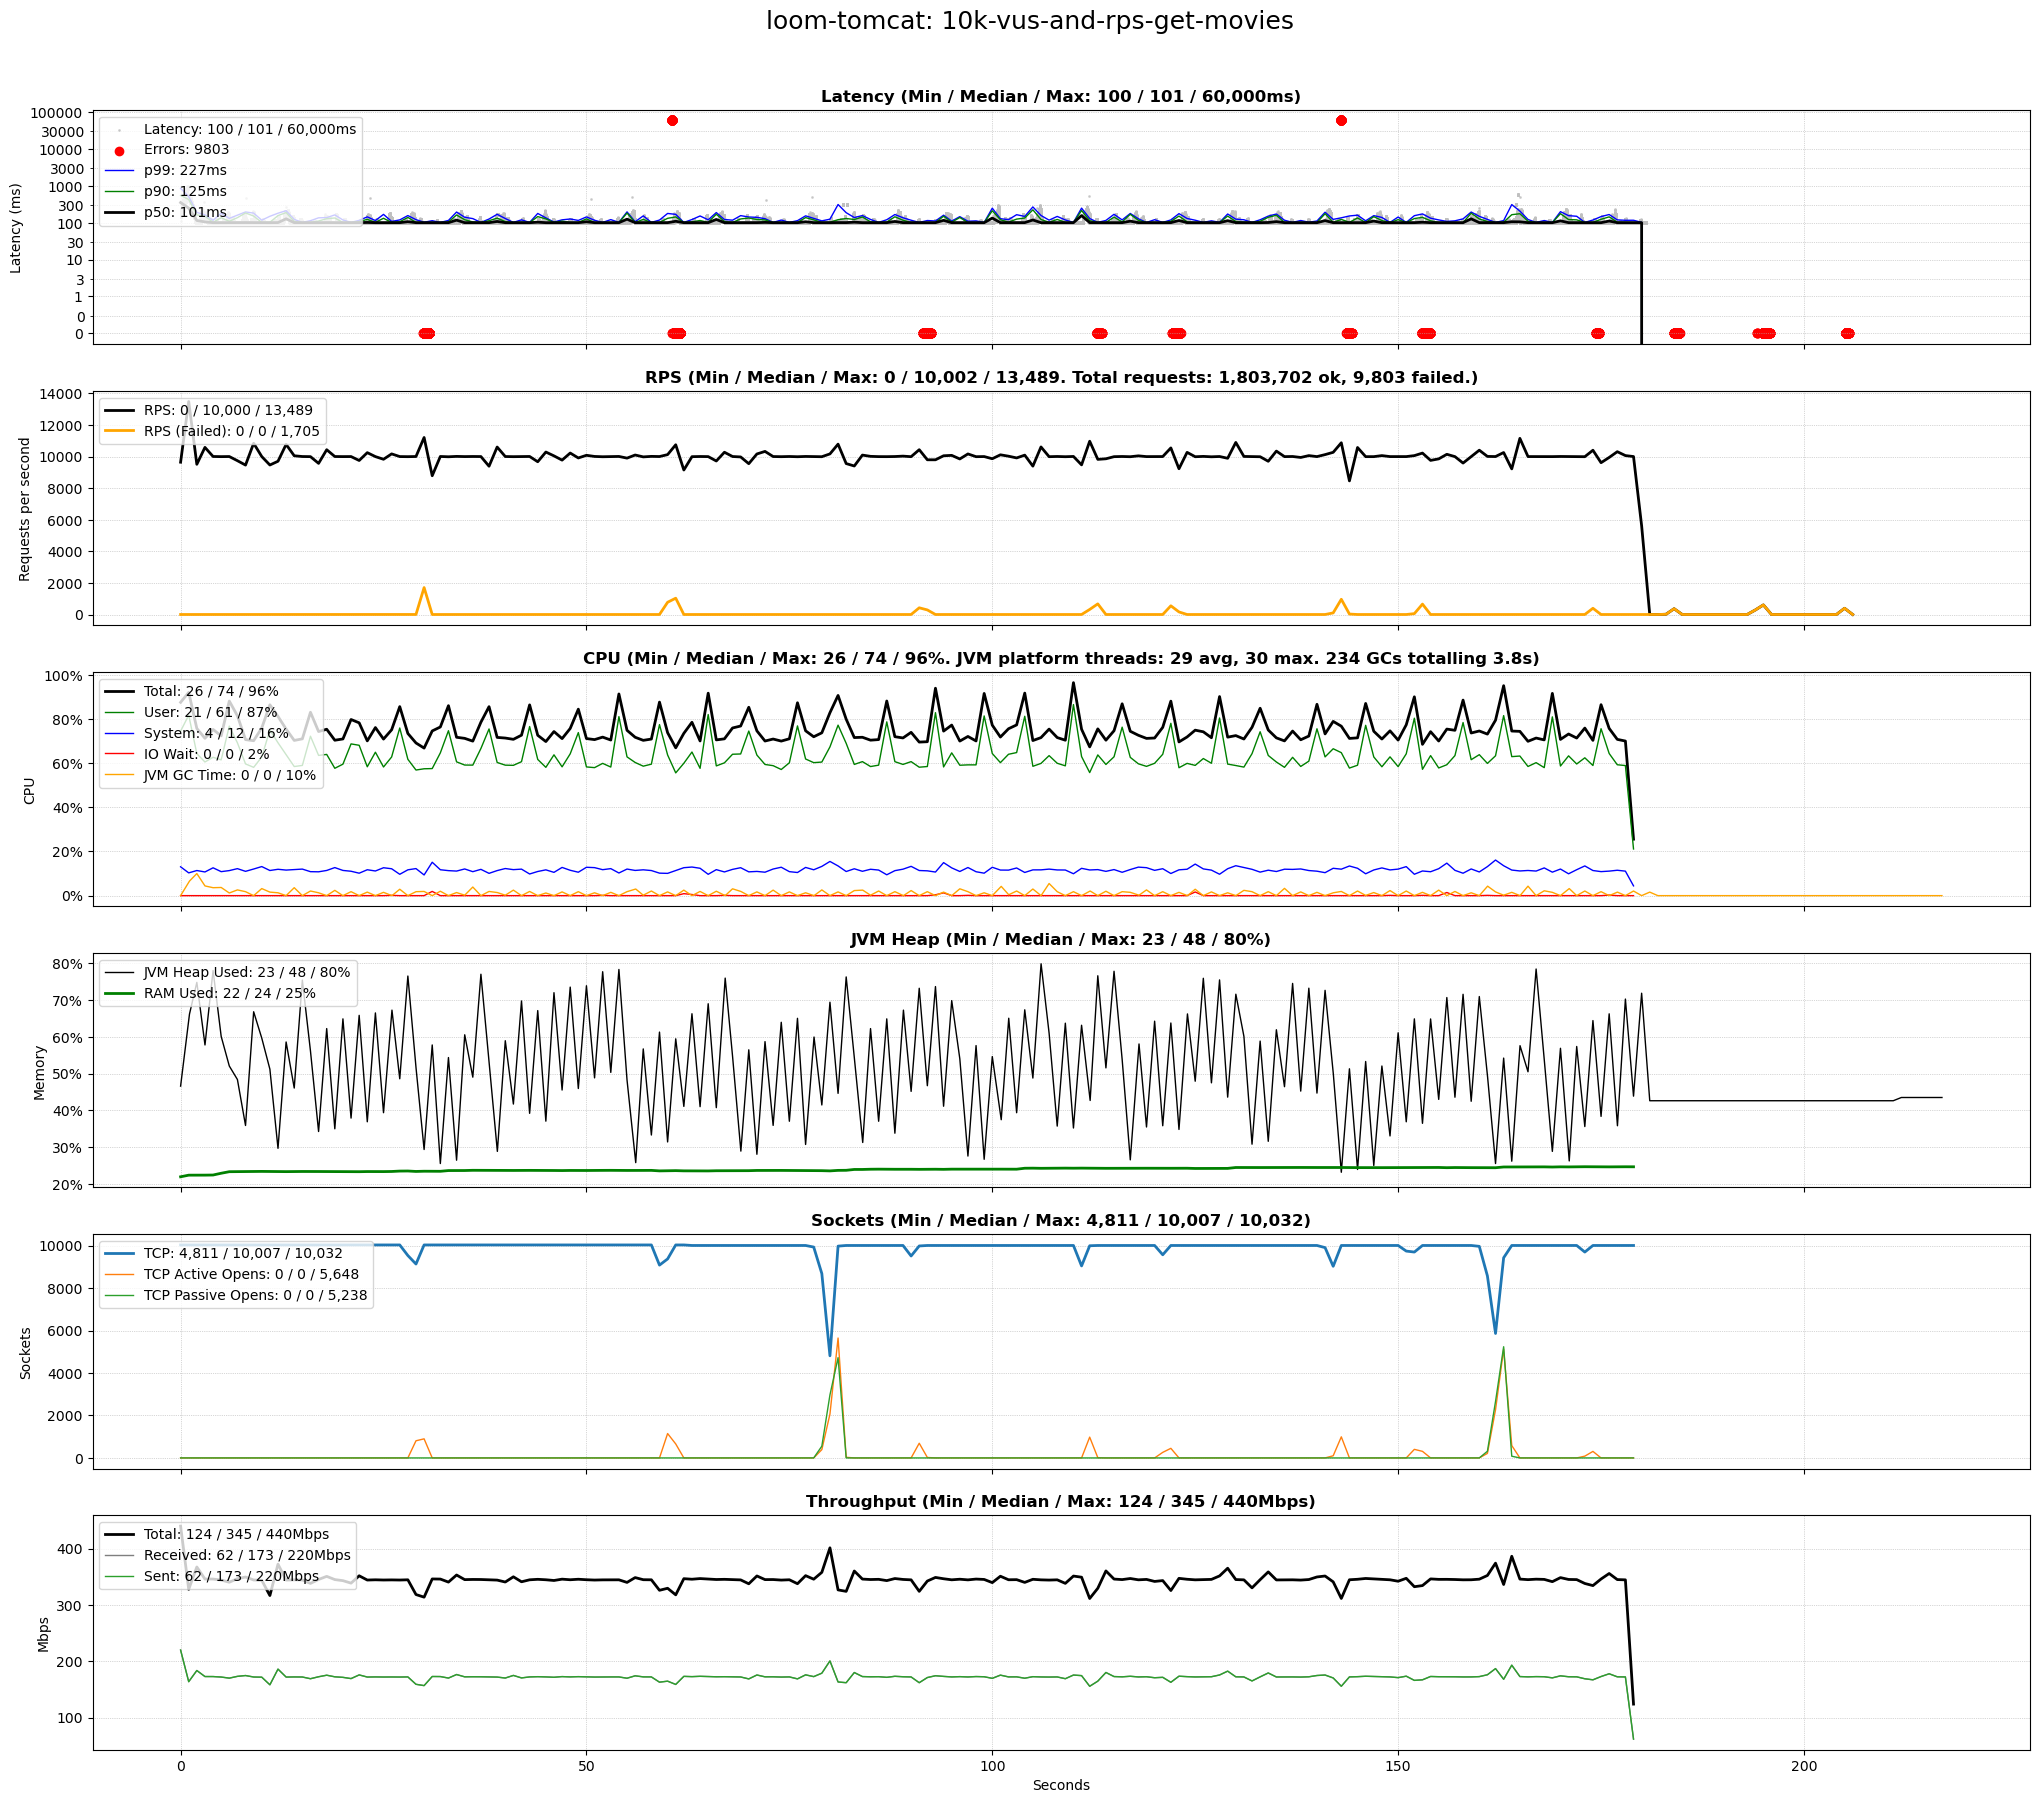 loom-tomcat: 10k-vus-and-rps-get-movies
Latency (Min / Median / Max: 100 / 101 / 60,000ms)
Latency (ms)
100000
30000
10000
3000
1000
300
100
30
10
3
1
0
0
Latency: 100 / 101 / 60,000ms
Errors: 9803
p99: 227ms
p90: 125ms
p50: 101ms
RPS (Min / Median / Max: 0 / 10,002 / 13,489. Total requests: 1,803,702 ok, 9,803 failed.)
Requests per second
14000
12000
10000
8000
6000
4000
2000
0
RPS: 0 / 10,000 / 13,489
RPS (Failed): 0 / 0 / 1,705
CPU (Min / Median / Max: 26 / 74 / 96%. JVM platform threads: 29 avg, 30 max. 234 GCs totalling 3.8s)
CPU
100%
80%
60%
40%
20%
0%
Total: 26 / 74 / 96%
User: 21 / 61 / 87%
System: 4 / 12 / 16%
IO Wait: 0 / 0 / 2%
JVM GC Time: 0 / 0 / 10%
JVM Heap (Min / Median / Max: 23 / 48 / 80%)
Memory
80%
70%
60%
50%
40%
30%
20%
JVM Heap Used: 23 / 48 / 80%
RAM Used: 22 / 24 / 25%
Sockets (Min / Median / Max: 4,811 / 10,007 / 10,032)
Sockets
10000
8000
6000
4000
2000
0
TCP: 4,811 / 10,007 / 10,032
TCP Active Opens: 0 / 0 / 5,648
TCP Passive Opens: 0 / 0 / 5,238
Throughput (Min / Median / Max: 124 / 345 / 440Mbps)
Mbps
400
300
200
100
Total: 124 / 345 / 440Mbps
Received: 62 / 173 / 220Mbps
Sent: 62 / 173 / 220Mbps
0 50 100 150 200
Seconds